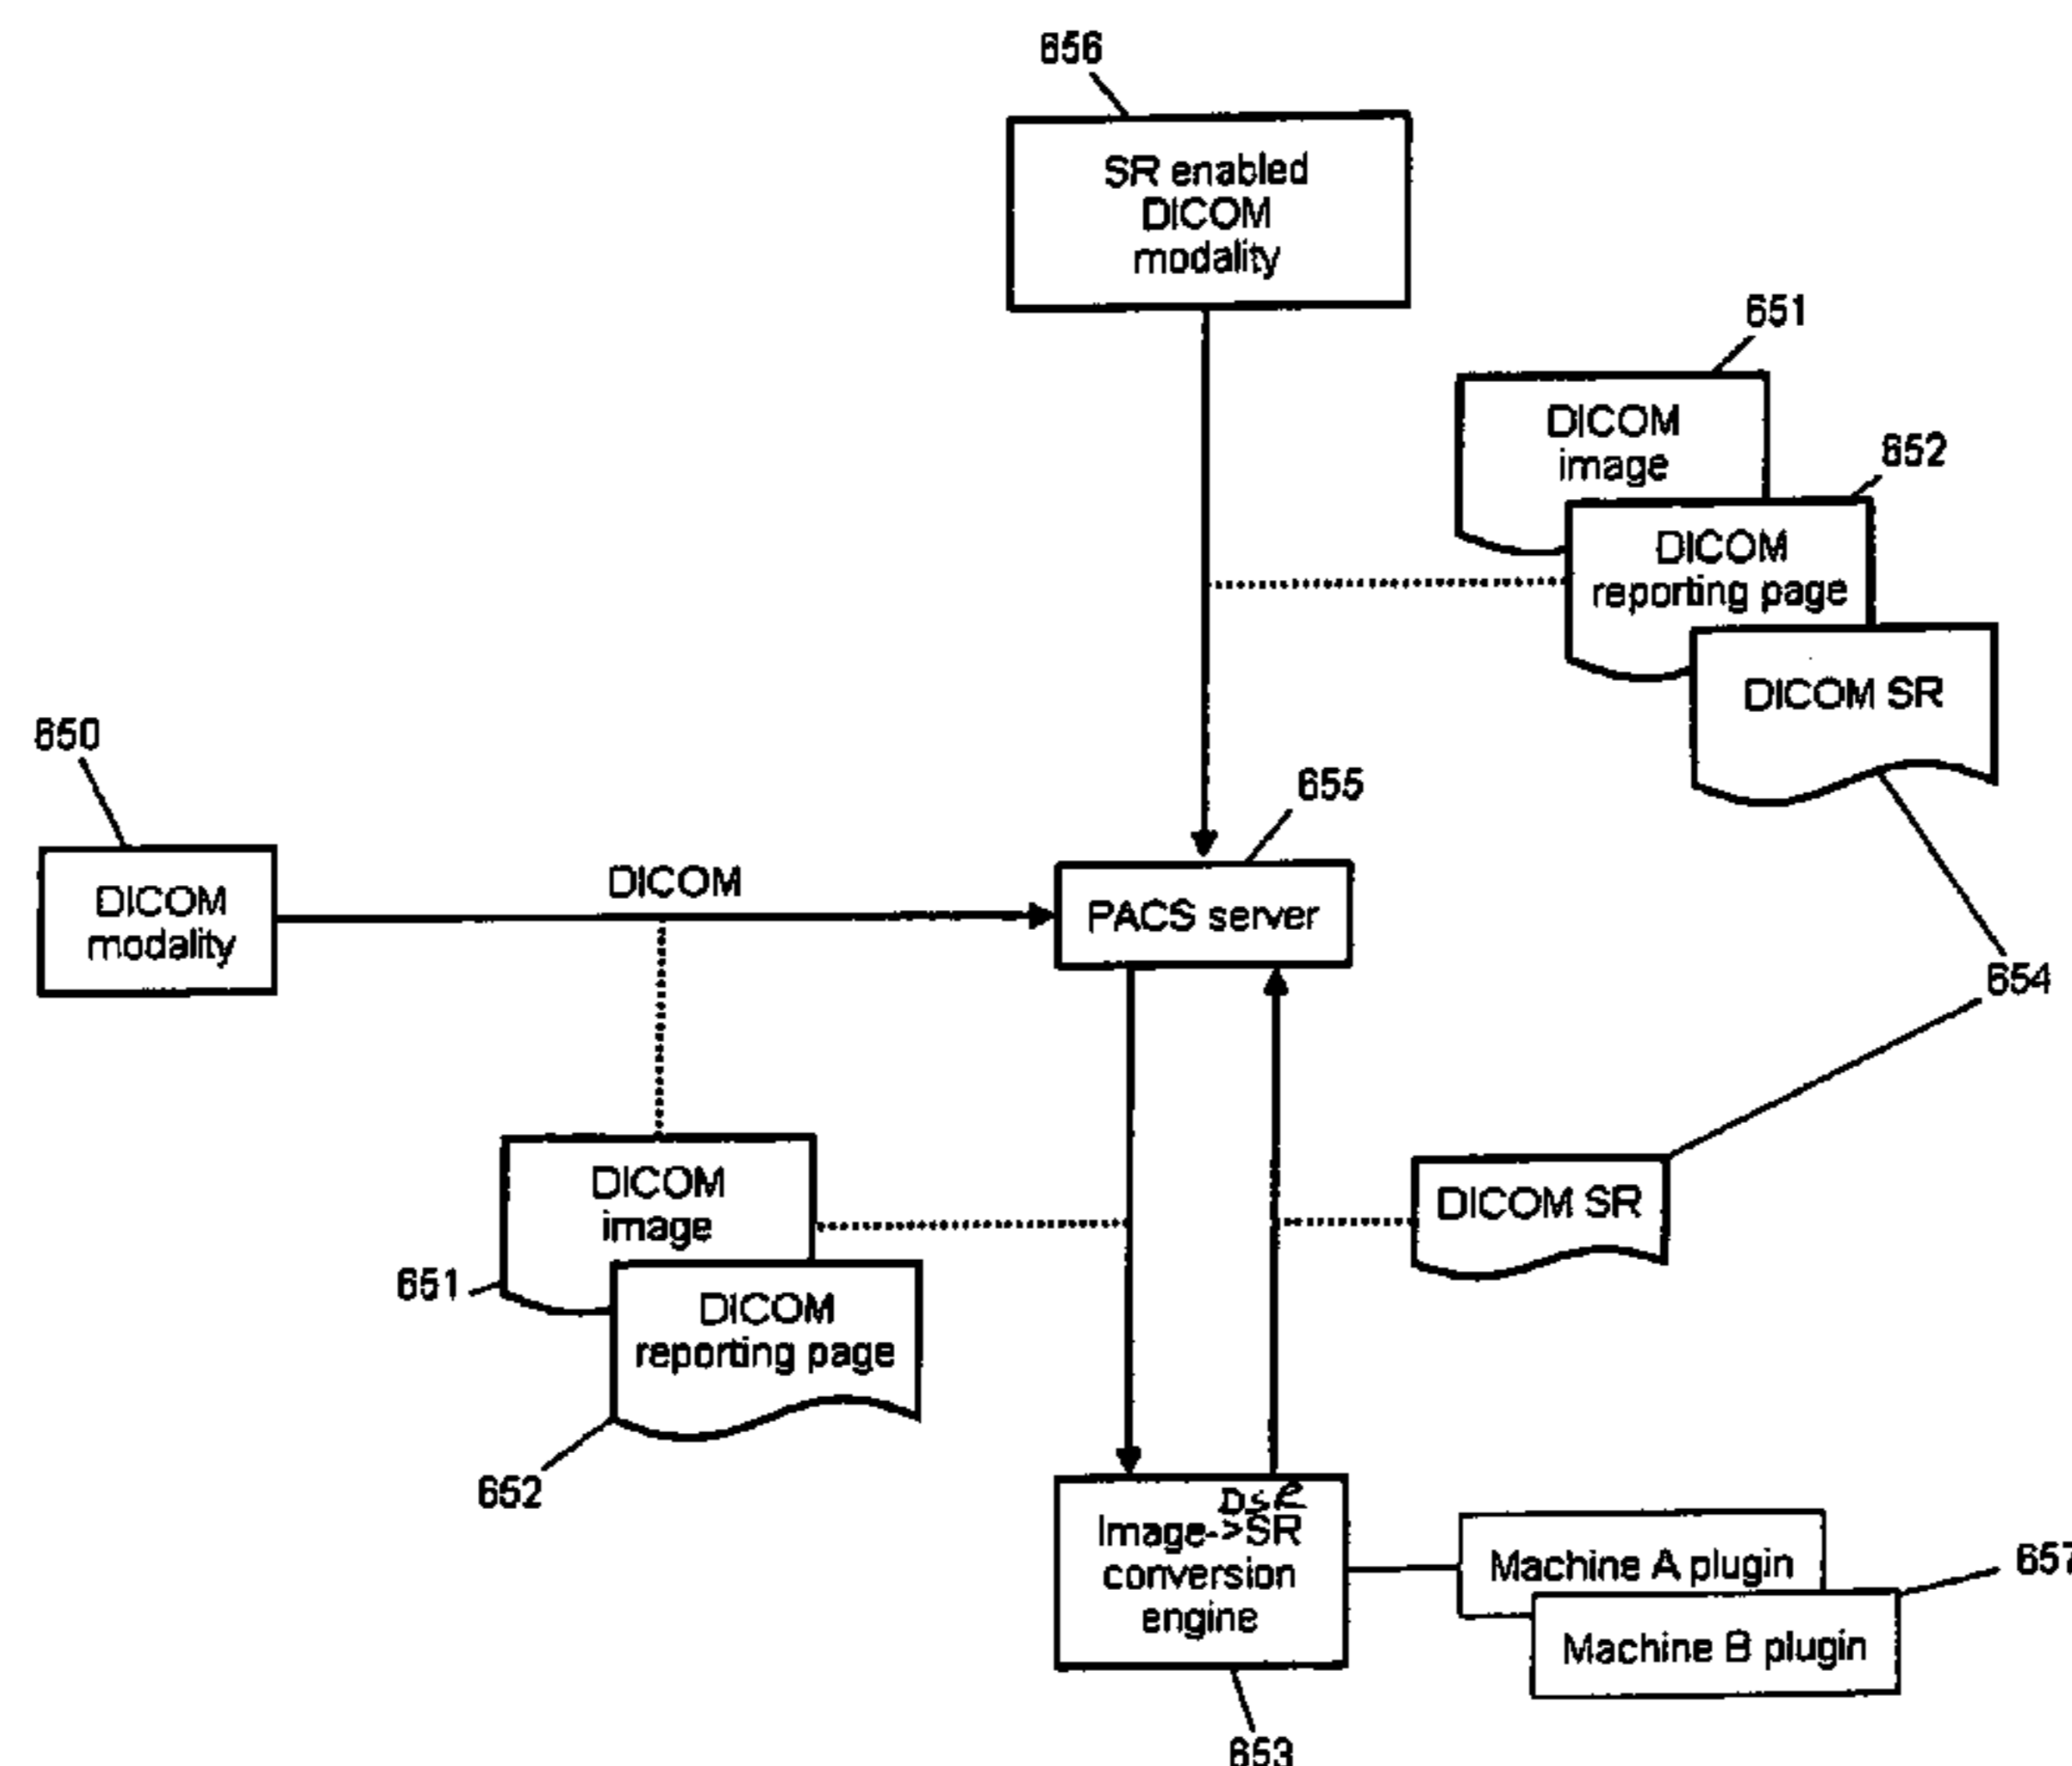 656
SR enabled
DICOM
modality
651
DICOM
image
652
DICOM
reporting page
DICOM SR
650
655
DICOM
modality
DICOM
PACS server
654
DICOM
image
DICOM SR
651
DICOM
reporting page
652
Image->SR
conversion
engine
Machine A plugin
657
Machine B plugin
653